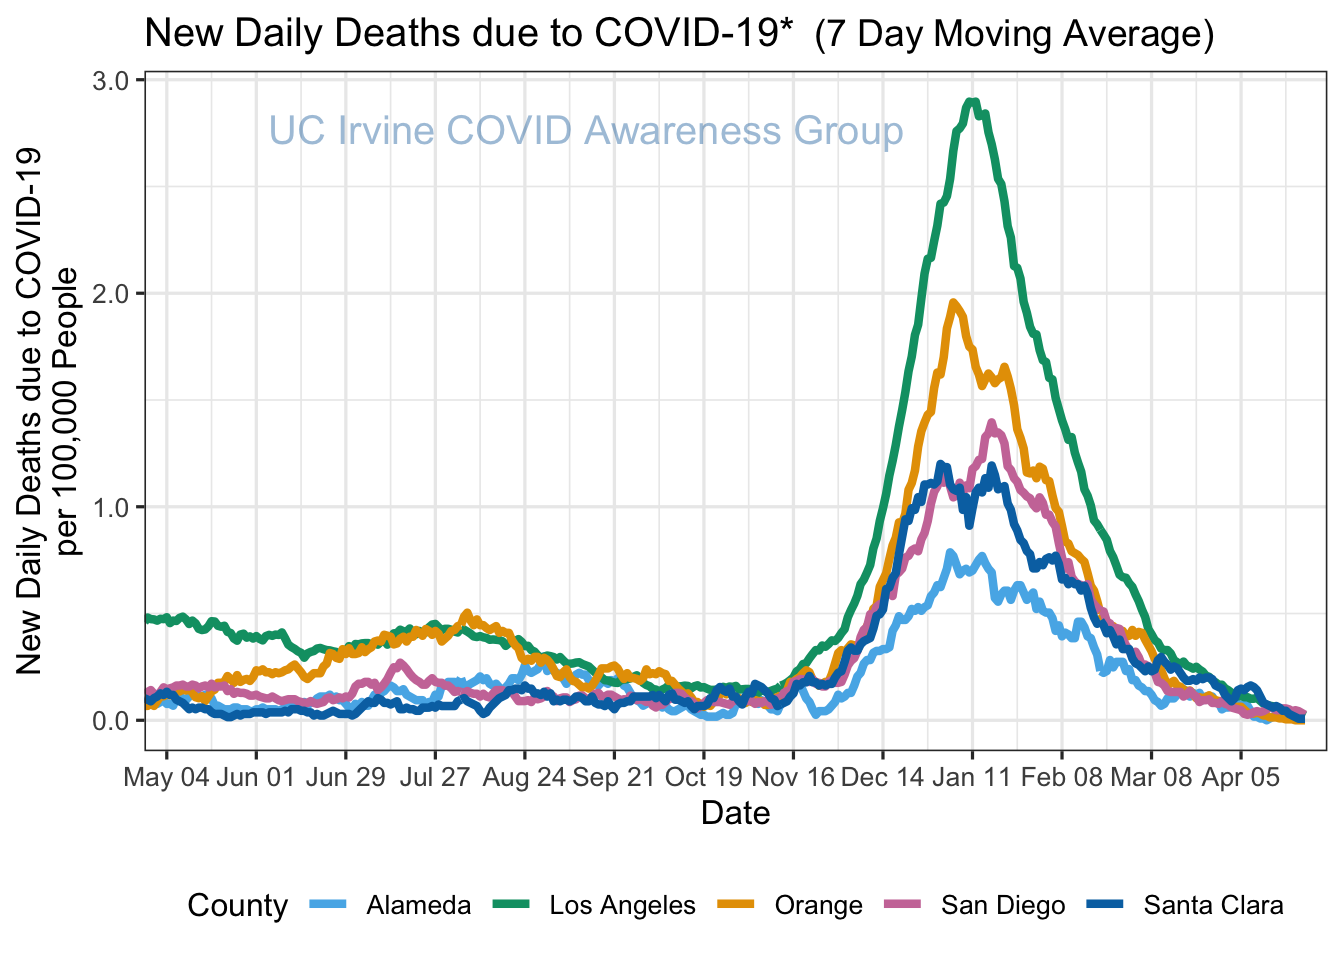 New Daily Deaths due to COVID-19* (7 Day Moving Average)
UC Irvine COVID Awareness Group
New Daily Deaths due to COVID-19
per 100,000 People
3.0
2.0
1.0
0.0
May 04 Jun 01 Jun 29 Jul 27 Aug 24 Sep 21 Oct 19 Nov 16 Dec 14 Jan 11 Feb 08 Mar 08 Apr 05
Date
County Alameda Los Angeles Orange San Diego Santa Clara